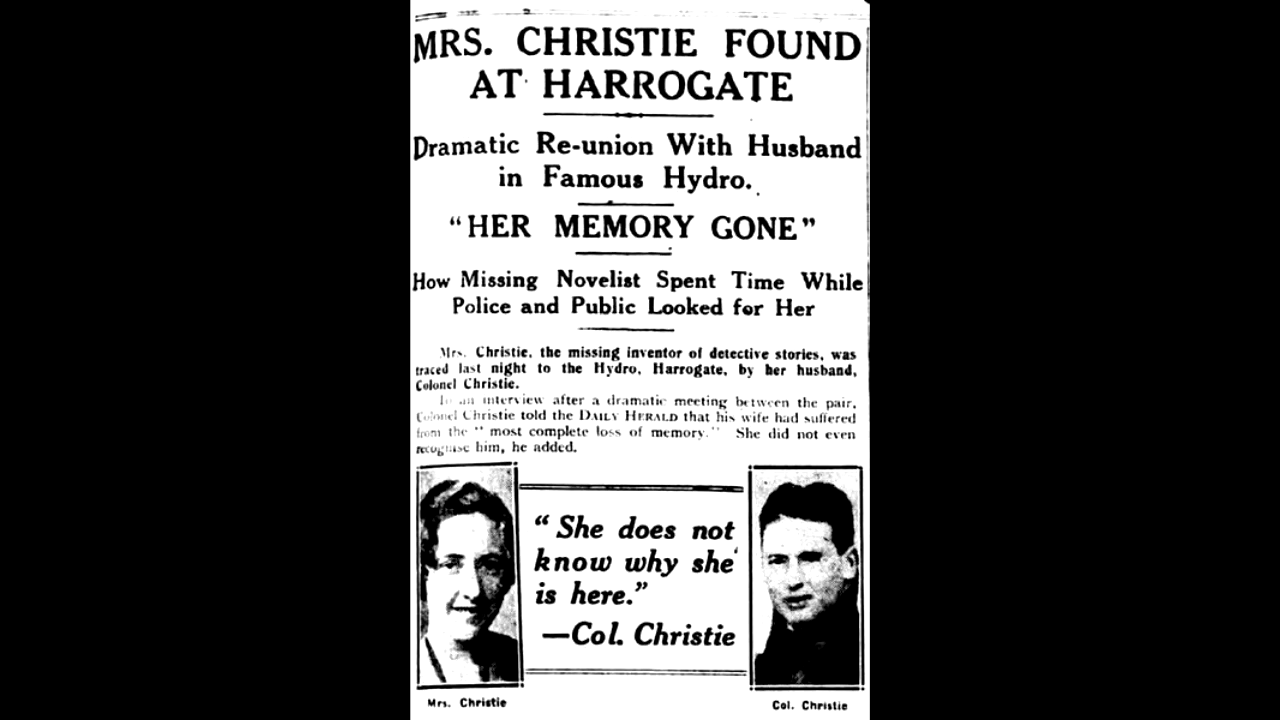 MRS. CHRISTIE FOUND
AT HARROGATE
Dramatic Re-union With Husband
in Famous Hydro.
“HER MEMORY GONE”
How Missing Novelist Spent Time While
Police and Public Looked for Her
Mrs. Christie, the missing inventor of detective stories, was
traced last night to the Hydro, Harrogate, by her husband,
Colonel Christie.
In an interview after a dramatic meeting between the pair,
Colonel Christie told the DAILY HERALD that his wife had suffered
from the “ most complete loss of memory.” She did not even
recognise him, he added.
“ She does not
know why she
is here.”
—Col. Christie
Mrs. Christie
Col. Christie